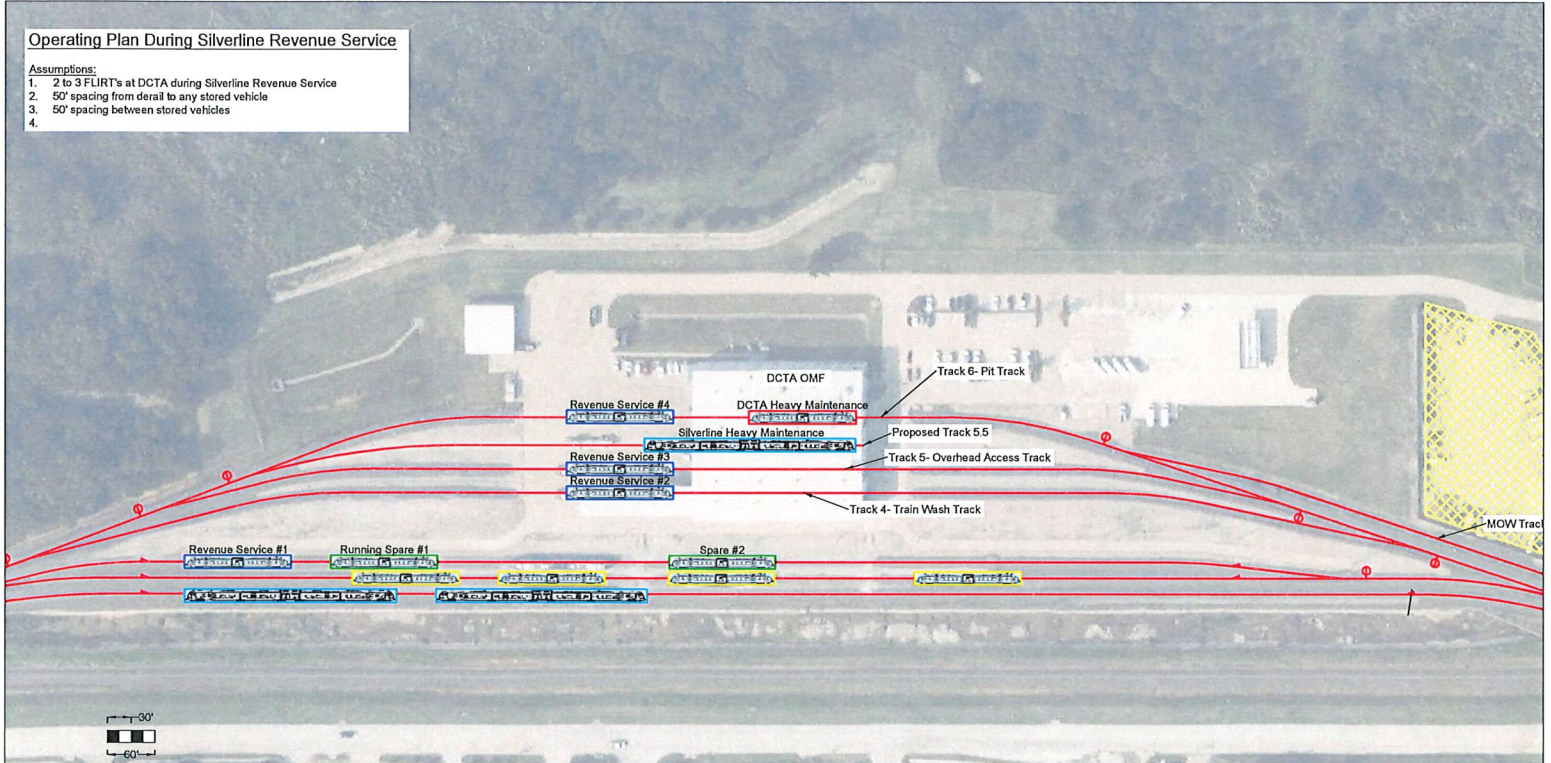 Operating Plan During Silverline Revenue Service
Assumptions:
1. 2 to 3 FLIRT's at DCTA during Silverline Revenue Service
2. 50' spacing from derail to any stored vehicle
3. 50' spacing between stored vehicles
4.
DCTA OMF
Track 6- Pit Track
Revenue Service #4
DCTA Heavy Maintenance
Silverline Heavy Maintenance
Proposed Track 5.5
Revenue Service #3
Track 5- Overhead Access Track
Revenue Service #2
Track 4- Train Wash Track
MOW Trac
Revenue Service #1
Running Spare #1
Spare #2
30'
60'